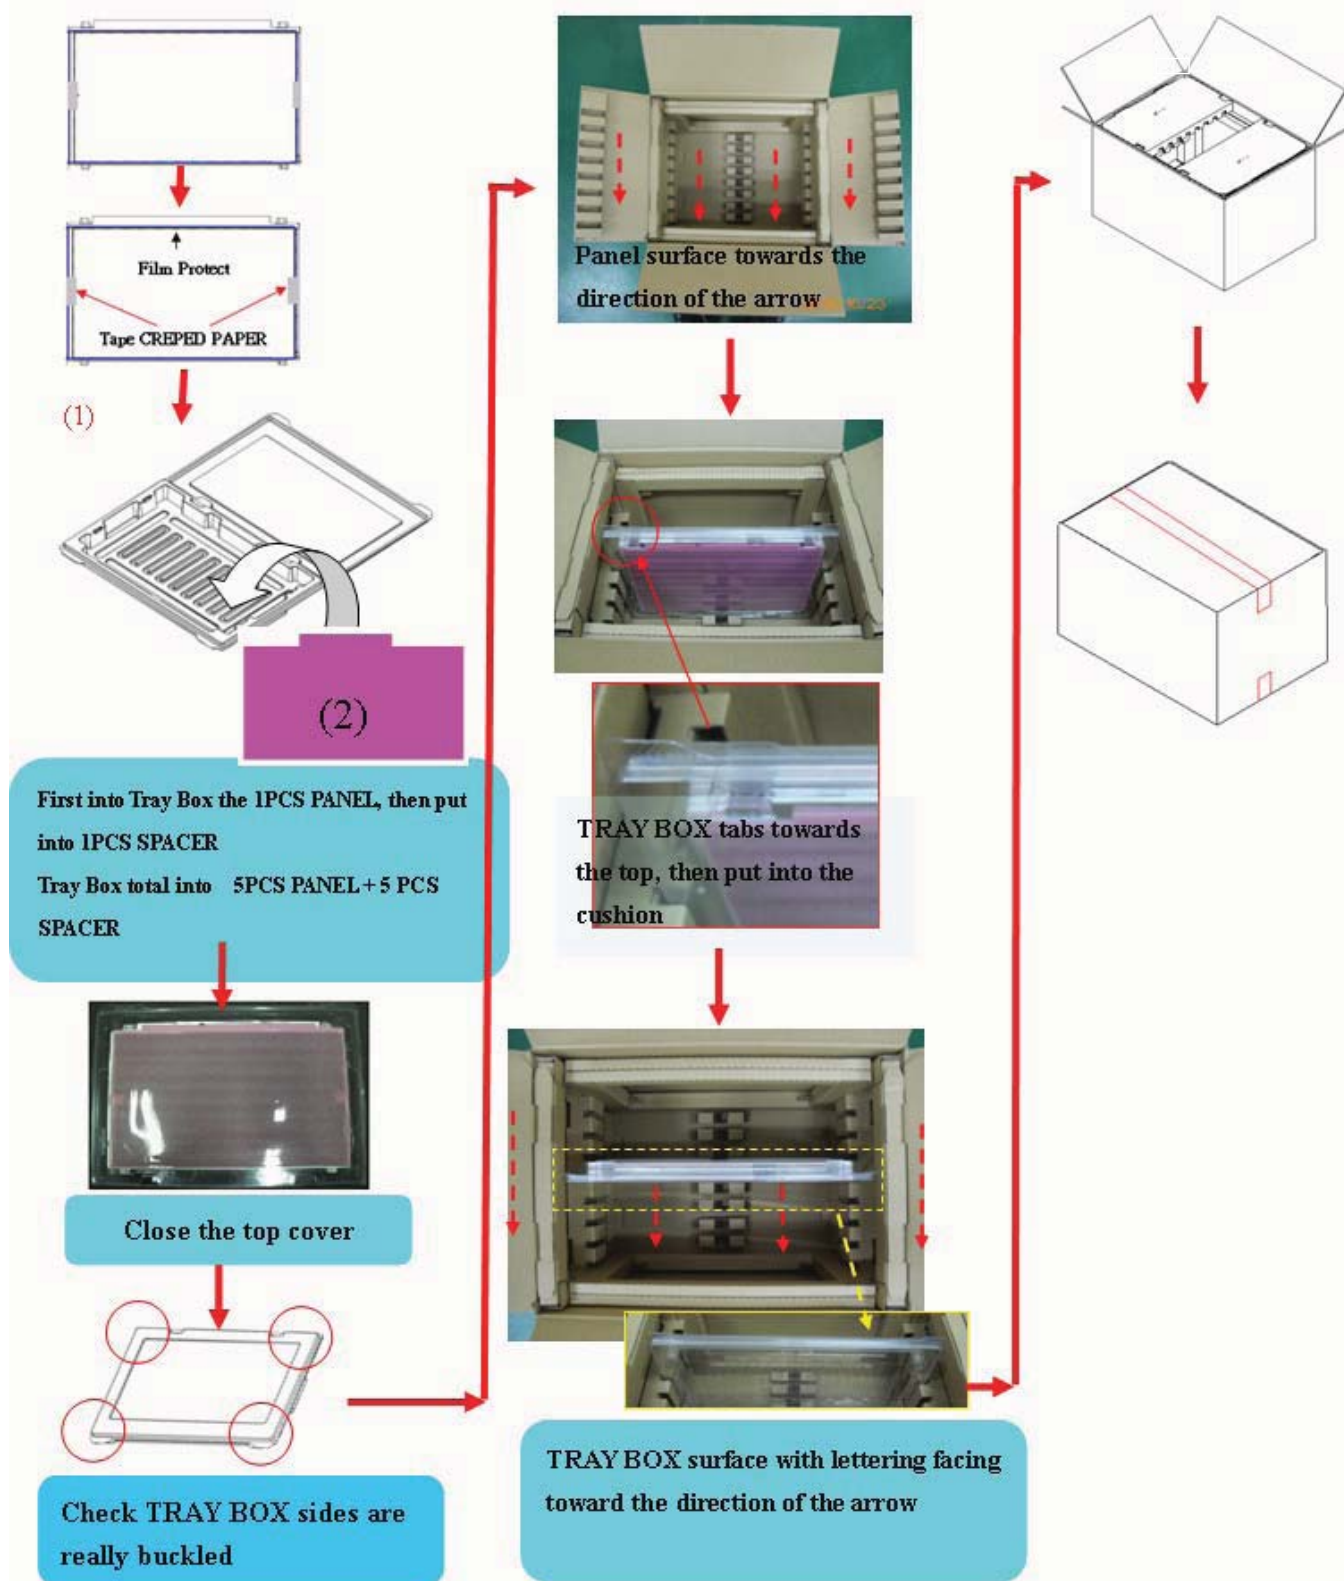 Film Protect
Tape CREPED PAPER
(1)
(2)
First into Tray Box the 1PCS PANEL, then put
into 1PCS SPACER
Tray Box total into 5PCS PANEL + 5 PCS
SPACER
Close the top cover
Check TRAY BOX sides are
really buckled
Panel surface towards the
direction of the arrow
TRAY BOX tabs towards
the top, then put into the
cushion
TRAY BOX surface with lettering facing
toward the direction of the arrow